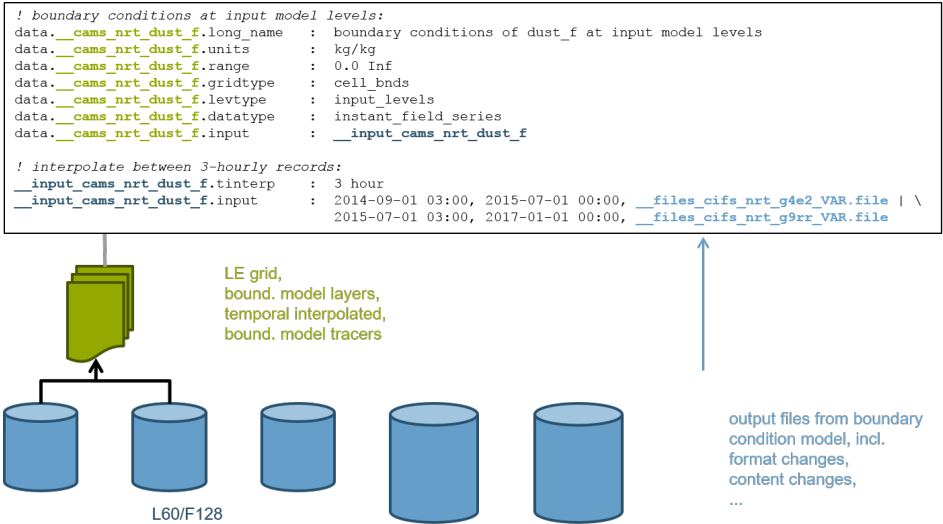 ! boundary conditions at input model levels:
data.__cams_nrt_dust_f.long_name : boundary conditions of dust_f at input model levels
data.__cams_nrt_dust_f.units : kg/kg
data.__cams_nrt_dust_f.range : 0.0 Inf
data.__cams_nrt_dust_f.gridtype : cell_bnds
data.__cams_nrt_dust_f.levtype : input_levels
data.__cams_nrt_dust_f.datatype : instant_field_series
data.__cams_nrt_dust_f.input : __input_cams_nrt_dust_f
! interpolate between 3-hourly records:
__input_cams_nrt_dust_f.tinterp : 3 hour
__input_cams_nrt_dust_f.input : 2014-09-01 03:00, 2015-07-01 00:00, __files_cifs_nrt_g4e2_VAR.file | \
2015-07-01 03:00, 2017-01-01 00:00, __files_cifs_nrt_g9rr_VAR.file
LE grid,
bound. model layers,
temporal interpolated,
bound. model tracers
output files from boundary
condition model, incl.
format changes,
content changes,
...
L60/F128